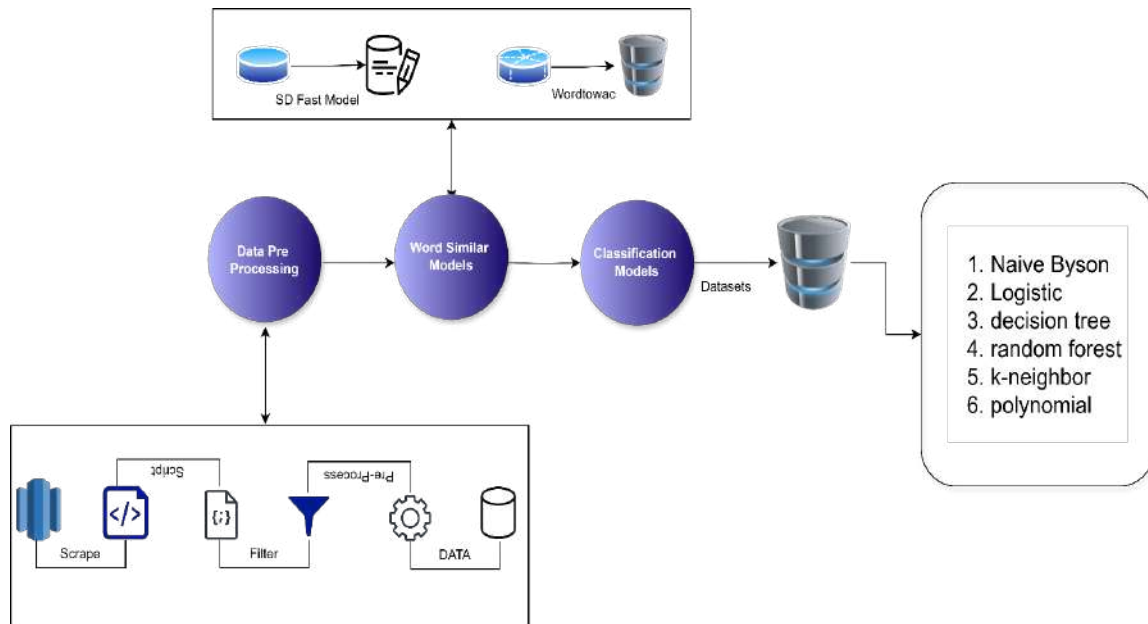 SD Fast Model
Wordtowac
Data Pre
Processing
Word Similar
Models
Classification
Models
Datasets
1. Naive Byson
2. Logistic
3. decision tree
4. random forest
5. k-neighbor
6. polynomial
Script
Pre-Process
</>
{;}
Scrape
Filter
DATA